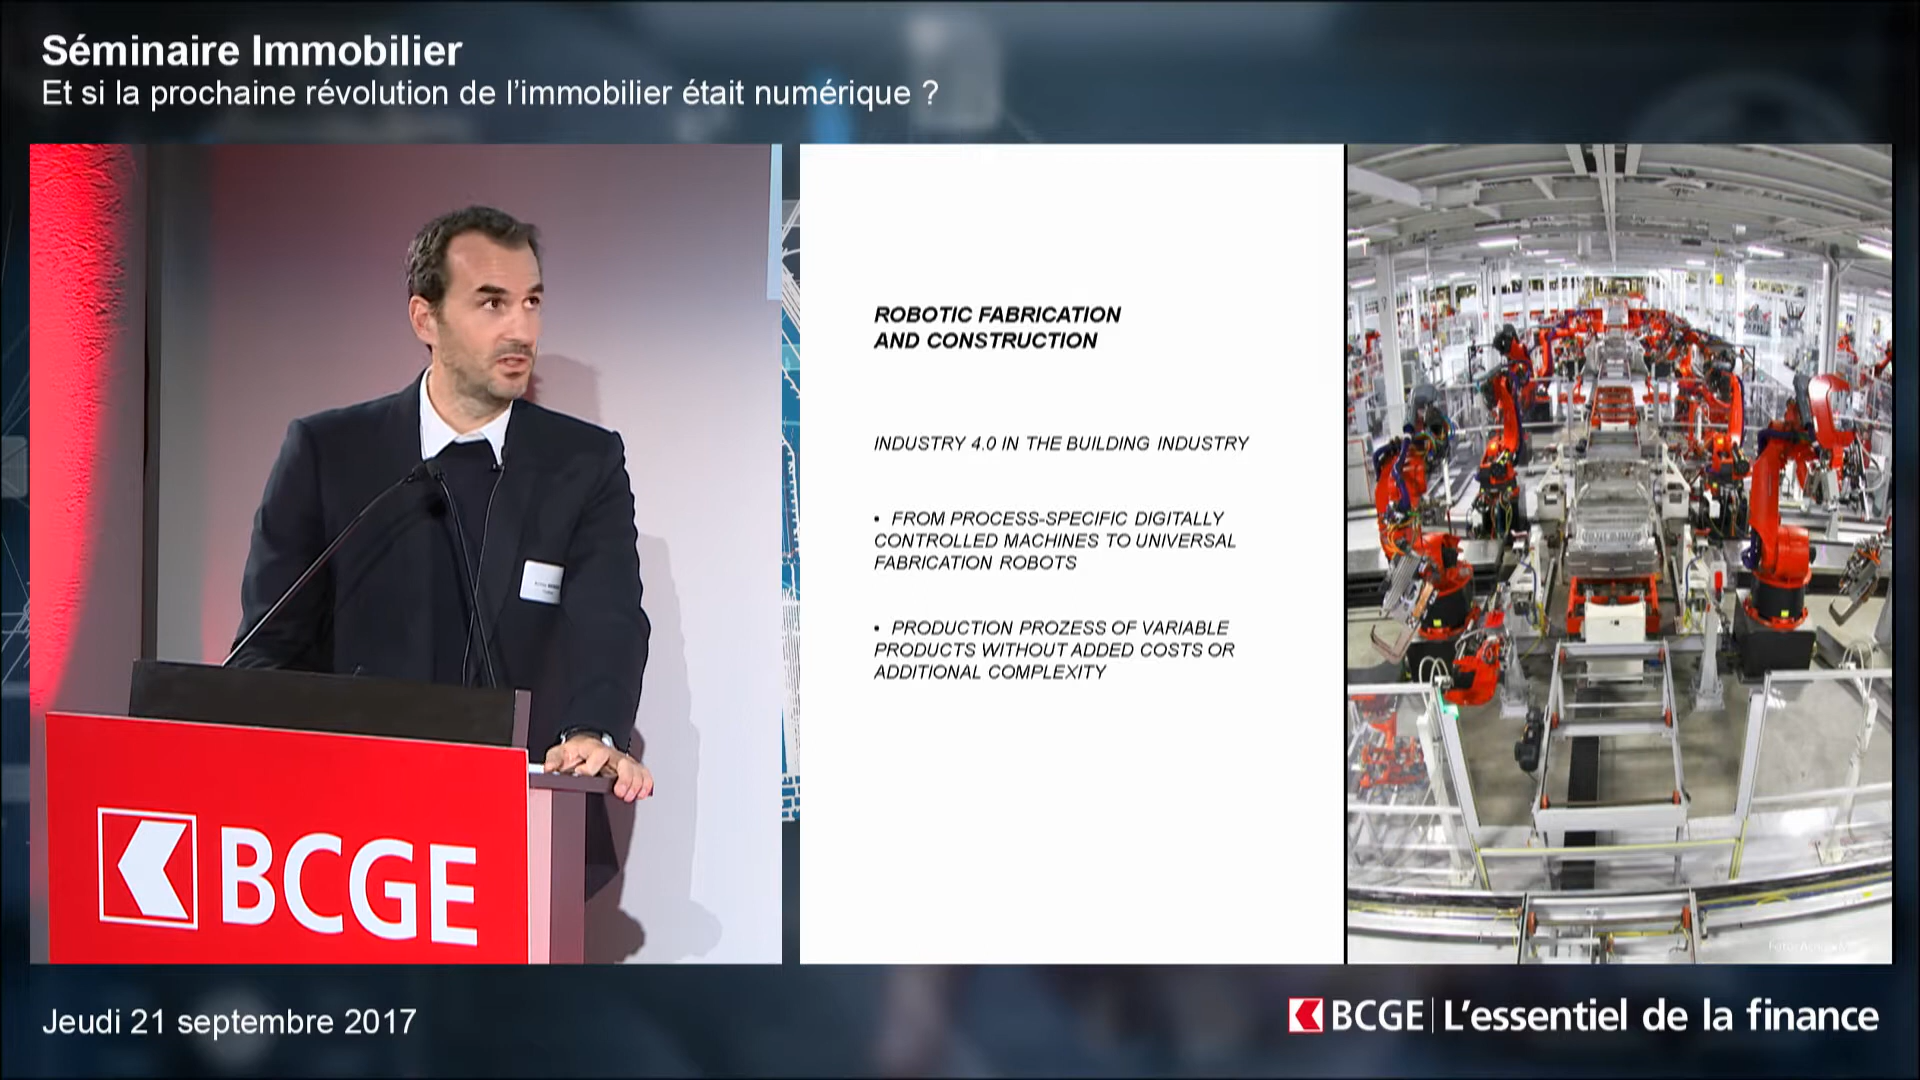 Séminaire Immobilier
Et si la prochaine révolution de l’immobilier était numérique ?
ROBOTIC FABRICATION
AND CONSTRUCTION
INDUSTRY 4.0 IN THE BUILDING INDUSTRY
• FROM PROCESS-SPECIFIC DIGITALLY
CONTROLLED MACHINES TO UNIVERSAL
FABRICATION ROBOTS
• PRODUCTION PROZESS OF VARIABLE
PRODUCTS WITHOUT ADDED COSTS OR
ADDITIONAL COMPLEXITY
BCGE
Jeudi 21 septembre 2017
BCGE L’essentiel de la finance